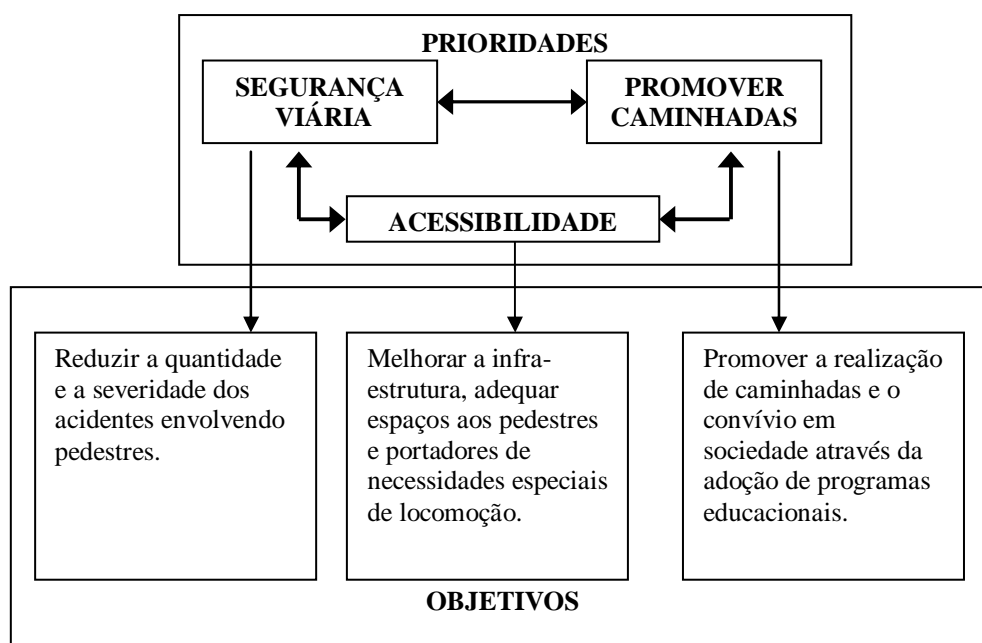 PRIORIDADES
SEGURANÇA
VIÁRIA
PROMOVER
CAMINHADAS
ACESSIBILIDADE
Reduzir a quantidade
e a severidade dos
acidentes envolvendo
pedestres.
Melhorar a infra-
estrutura, adequar
espaços aos pedestres
e portadores de
necessidades especiais
de locomoção.
Promover a realização
de caminhadas e o
convívio em
sociedade através da
adoção de programas
educacionais.
OBJETIVOS